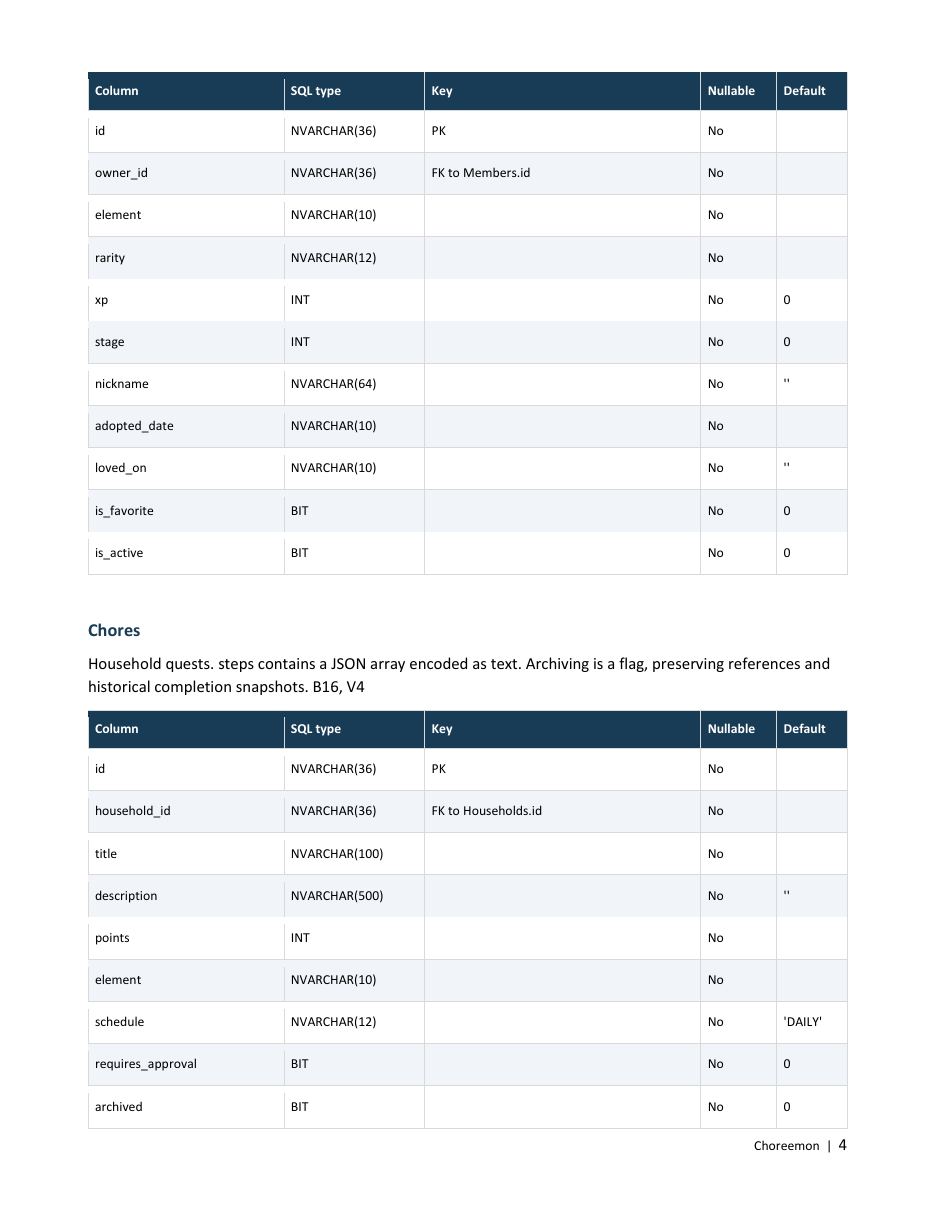 Column SQL type Key Nullable Default
id NVARCHAR(36) PK No
owner_id NVARCHAR(36) FK to Members.id No
element NVARCHAR(10) No
rarity NVARCHAR(12) No
xp INT No 0
stage INT No 0
nickname NVARCHAR(64) No ''
adopted_date NVARCHAR(10) No
loved_on NVARCHAR(10) No ''
is_favorite BIT No 0
is_active BIT No 0
Chores
Household quests. steps contains a JSON array encoded as text. Archiving is a flag, preserving references and
historical completion snapshots. B16, V4
Column SQL type Key Nullable Default
id NVARCHAR(36) PK No
household_id NVARCHAR(36) FK to Households.id No
title NVARCHAR(100) No
description NVARCHAR(500) No ''
points INT No
element NVARCHAR(10) No
schedule NVARCHAR(12) No 'DAILY'
requires_approval BIT No 0
archived BIT No 0
Choreemon | 4